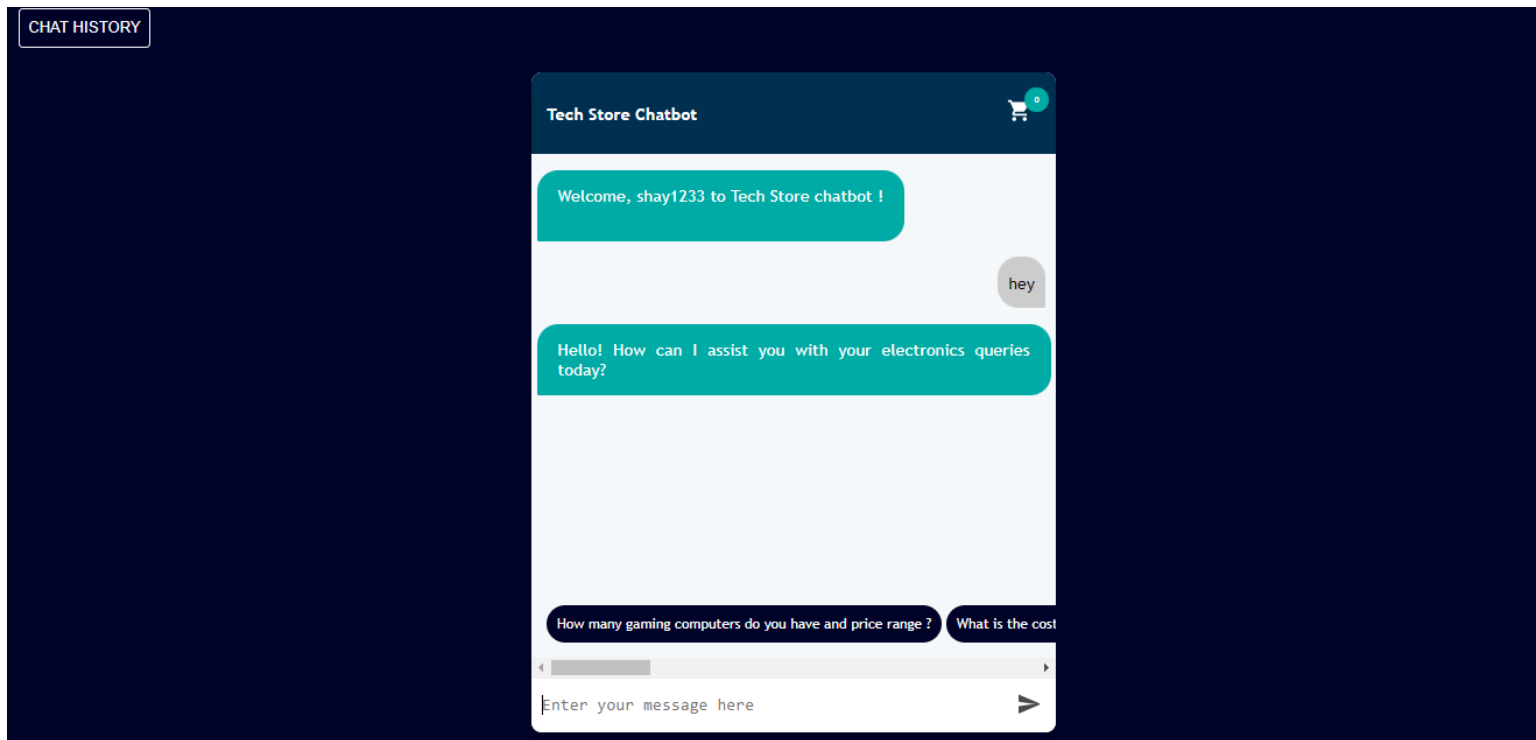 CHAT HISTORY
Tech Store Chatbot
0
Welcome, shay1233 to Tech Store chatbot !
hey
Hello! How can I assist you with your electronics queries
today?
How many gaming computers do you have and price range ?
What is the cost
Enter your message here